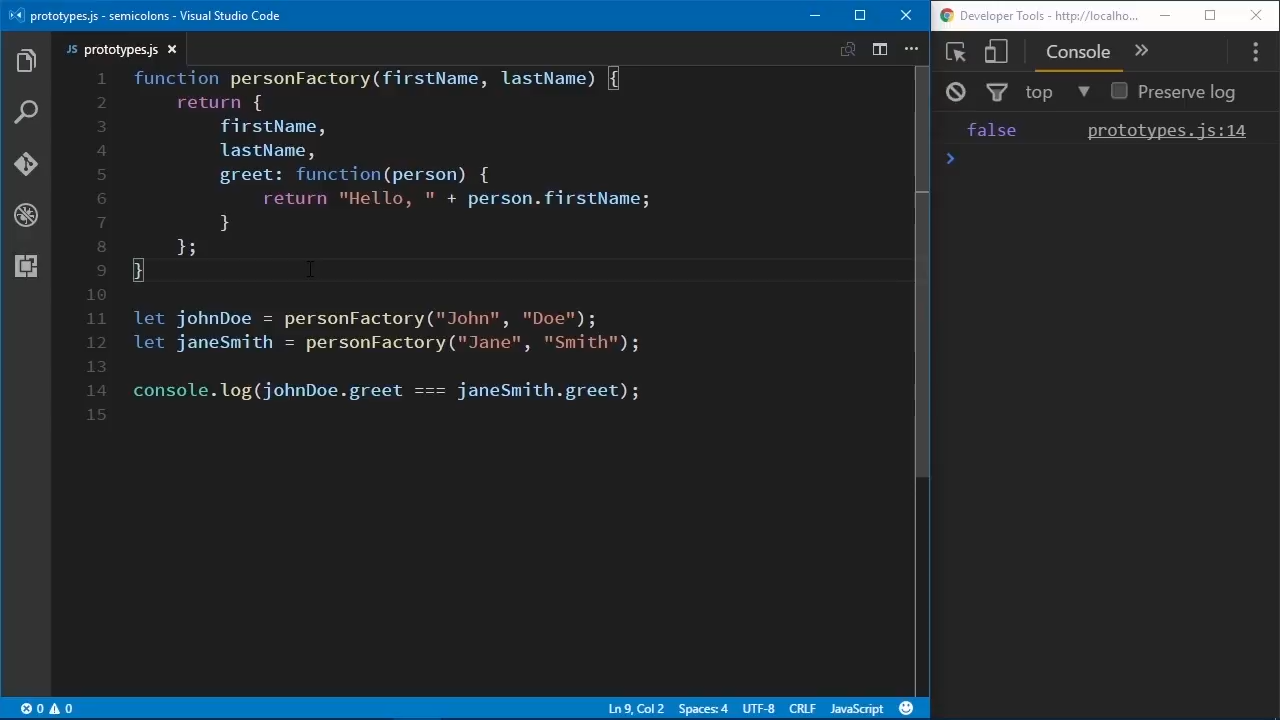 prototypes.js - semicolons - Visual Studio Code
JS prototypes.js
1 function personFactory(firstName, lastName) {
2     return {
3         firstName,
4         lastName,
5         greet: function(person) {
6             return "Hello, " + person.firstName;
7         }
8     };
9 }
10
11 let johnDoe = personFactory("John", "Doe");
12 let janeSmith = personFactory("Jane", "Smith");
13
14 console.log(johnDoe.greet === janeSmith.greet);
15
0 0 Ln 9, Col 2 Spaces: 4 UTF-8 CRLF JavaScript
Developer Tools - http://localho...
Console
top Preserve log
false prototypes.js:14